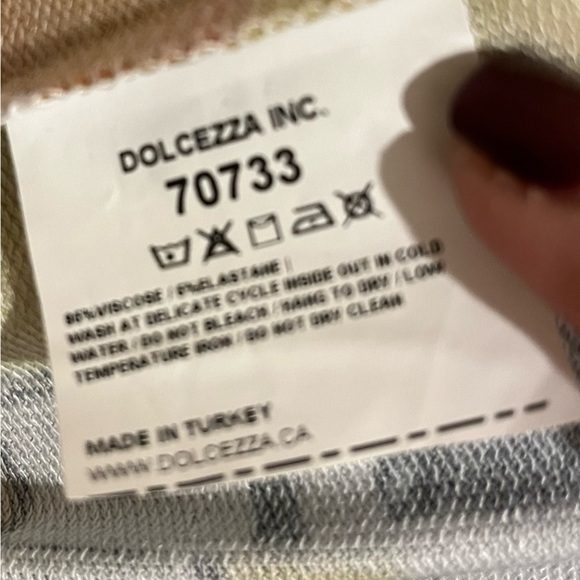 DOLCEZZA INC.
70733
95%VISCOSE / 5%ELASTANE |
WASH AT DELICATE CYCLE INSIDE OUT IN COLD
WATER / DO NOT BLEACH / HANG TO DRY / LOW
TEMPERATURE IRON / DO NOT DRY CLEAN
MADE IN TURKEY
WWW.DOLCEZZA.CA